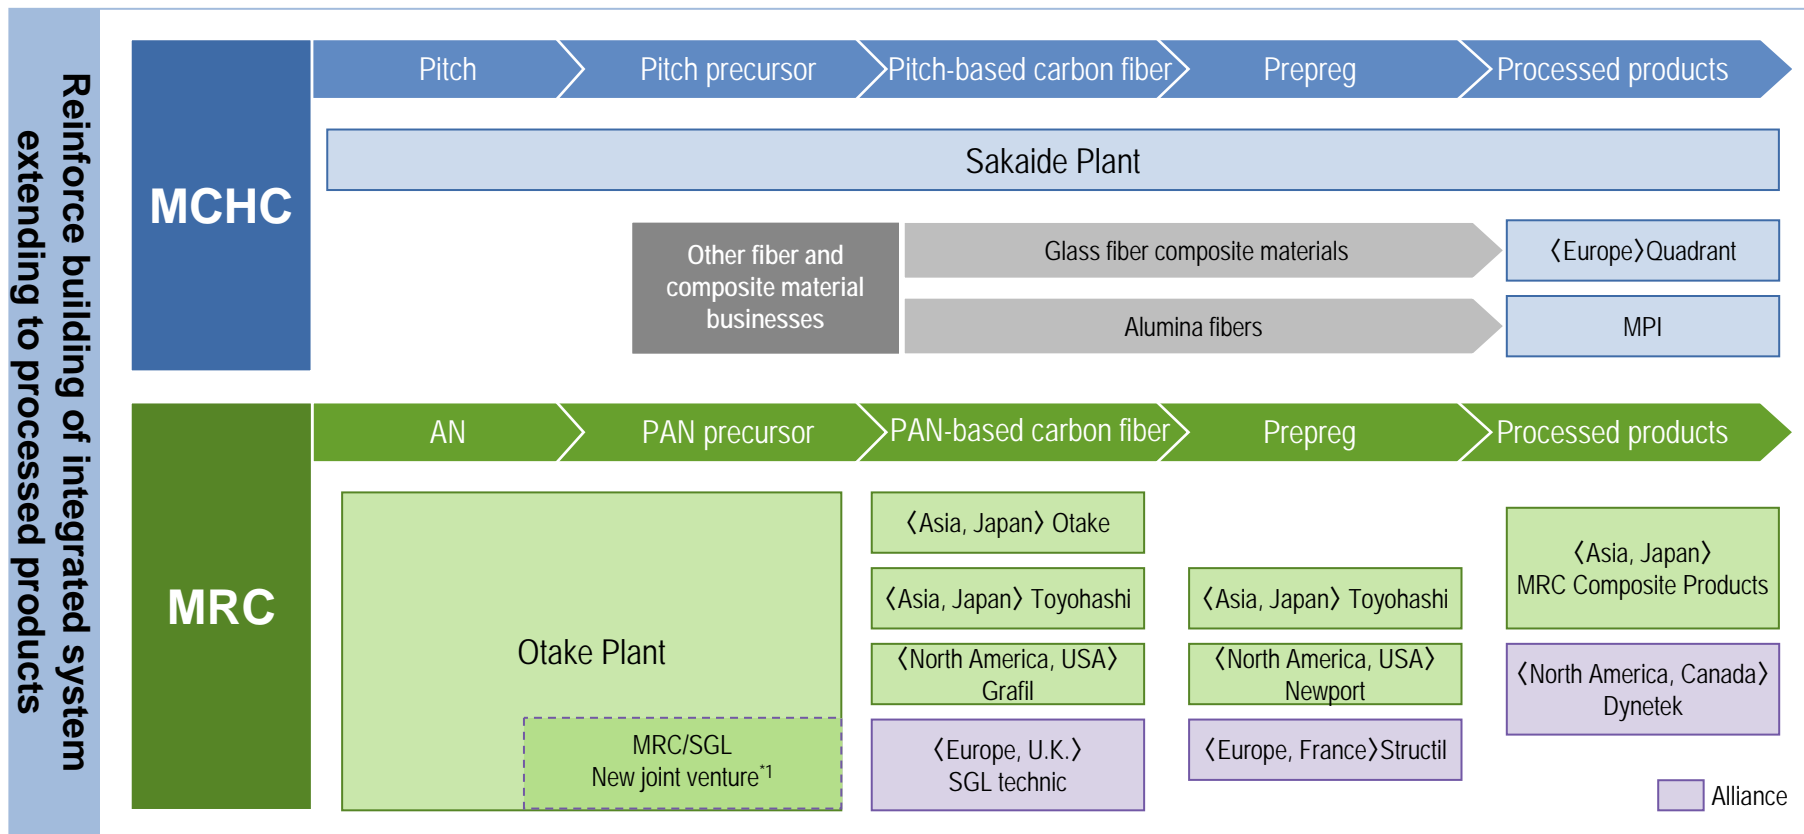 Reinforce building of integrated system
extending to processed products
MCHC
Pitch
Pitch precursor
Pitch-based carbon fiber
Prepreg
Processed products
Sakaide Plant
Other fiber and
composite material
businesses
Glass fiber composite materials
〈Europe〉Quadrant
Alumina fibers
MPI
MRC
AN
PAN precursor
PAN-based carbon fiber
Prepreg
Processed products
Otake Plant
MRC/SGL
New joint venture*1
〈Asia, Japan〉 Otake
〈Asia, Japan〉 Toyohashi
〈North America, USA〉
Grafil
〈Europe, U.K.〉
SGL technic
〈Asia, Japan〉 Toyohashi
〈North America, USA〉
Newport
〈Europe, France〉Structil
〈Asia, Japan〉
MRC Composite Products
〈North America, Canada〉
Dynetek
Alliance